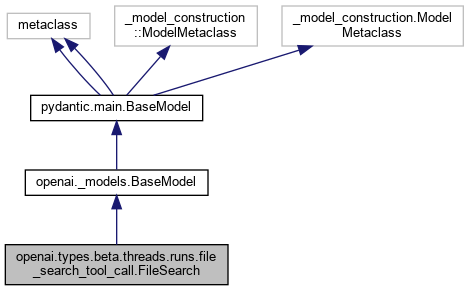 metaclass
_model_construction
::ModelMetaclass
_model_construction.Model
Metaclass
pydantic.main.BaseModel
openai._models.BaseModel
openai.types.beta.threads.runs.file
_search_tool_call.FileSearch